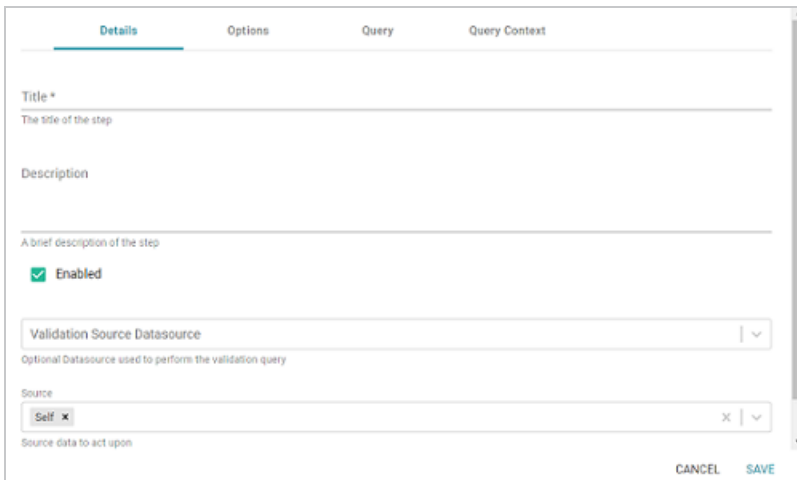 Details Options Query Query Context
Title *
The title of the step
Description
A brief description of the step
Enabled
Validation Source Datasource
Optional Datasource used to perform the validation query
Source
Self ×
Source data to act upon
CANCEL SAVE